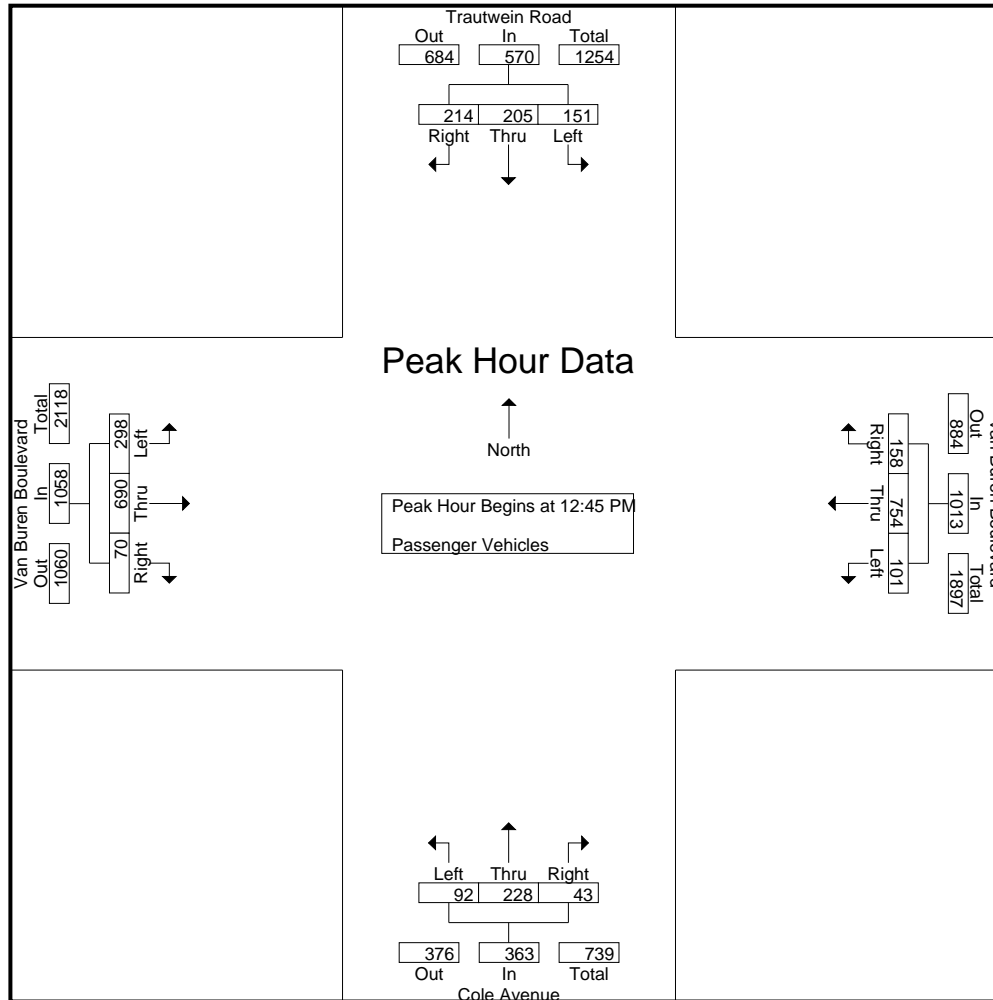 Trautwein Road
Out In Total
684 570 1254
214 205 151
Right Thru Left
Peak Hour Data
North
Peak Hour Begins at 12:45 PM
Passenger Vehicles
Van Buren Boulevard
Out In Total
1060 1058 2118
70 690 298
Right Thru Left
Out In Total
884 1013 1897
158 754 101
Right Thru Left
Left Thru Right
92 228 43
376 363 739
Out In Total
Cole Avenue